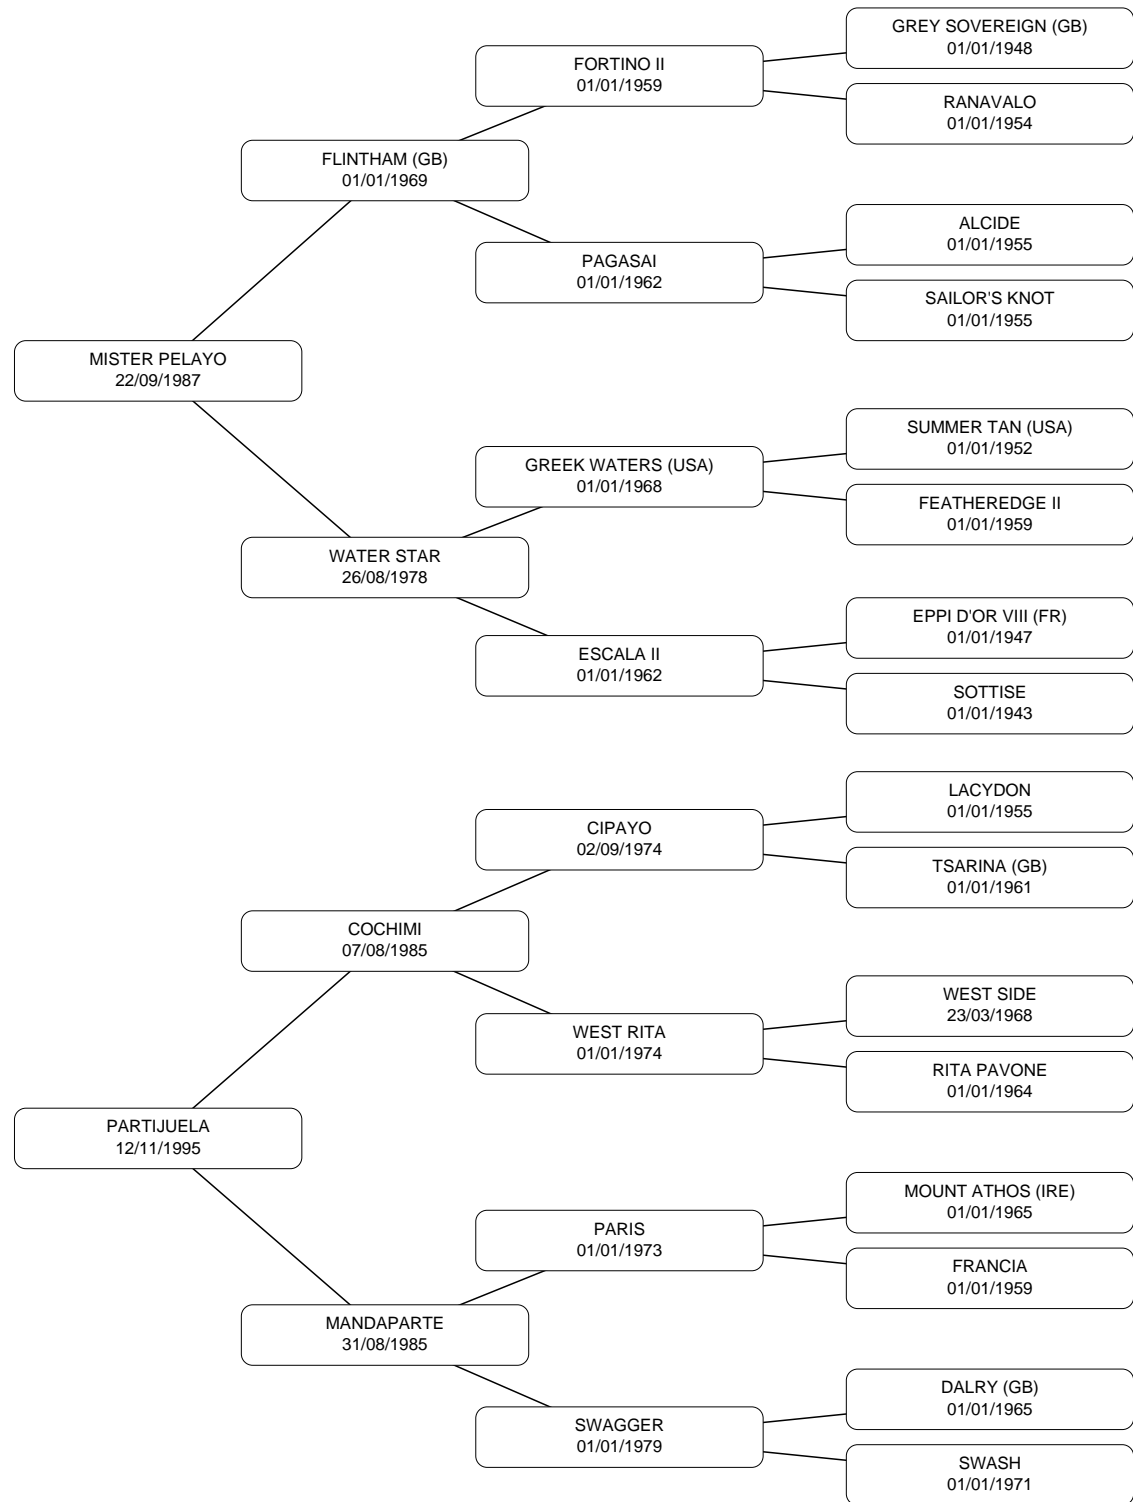 GREY SOVEREIGN (GB)
01/01/1948
FORTINO II
01/01/1959
RANAVALO
01/01/1954
FLINTHAM (GB)
01/01/1969
ALCIDE
01/01/1955
PAGASAI
01/01/1962
SAILOR'S KNOT
01/01/1955
MISTER PELAYO
22/09/1987
SUMMER TAN (USA)
01/01/1952
GREEK WATERS (USA)
01/01/1968
FEATHEREDGE II
01/01/1959
WATER STAR
26/08/1978
EPPI D'OR VIII (FR)
01/01/1947
ESCALA II
01/01/1962
SOTTISE
01/01/1943
LACYDON
01/01/1955
CIPAYO
02/09/1974
TSARINA (GB)
01/01/1961
COCHIMI
07/08/1985
WEST SIDE
23/03/1968
WEST RITA
01/01/1974
RITA PAVONE
01/01/1964
PARTIJUELA
12/11/1995
MOUNT ATHOS (IRE)
01/01/1965
PARIS
01/01/1973
FRANCIA
01/01/1959
MANDAPARTE
31/08/1985
DALRY (GB)
01/01/1965
SWAGGER
01/01/1979
SWASH
01/01/1971